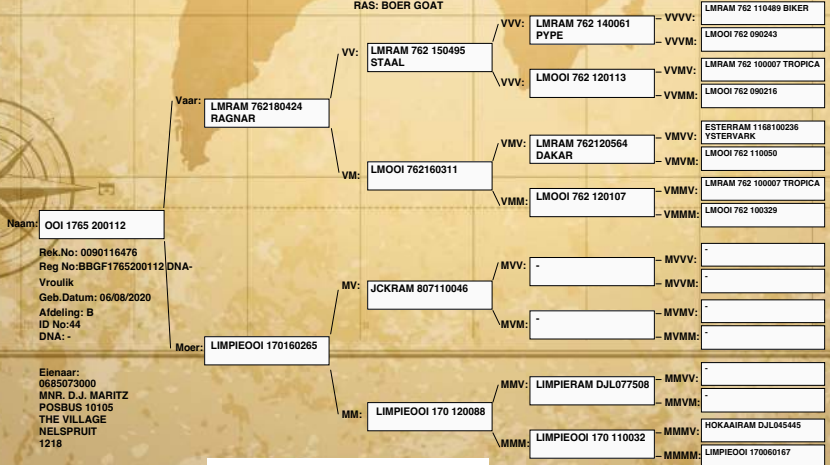 RAS: BOER GOAT
Naam:
OOI 1765 200112
Rek.No: 0090116476
Reg No:BBGF1765200112 DNA-
Vroulik
Geb.Datum: 06/08/2020
Afdeling: B
ID No:44
DNA: -
Eienaar:
0685073000
MNR. D.J. MARITZ
POSBUS 10105
THE VILLAGE
NELSPRUIT
1218
Vaar:
LMRAM 762180424
RAGNAR
Moer:
LIMPIEOOI 170160265
VV:
LMRAM 762 150495
STAAL
VM:
LMOOI 762160311
MV:
JCKRAM 807110046
MM:
LIMPIEOOI 170 120088
VVV:
LMRAM 762 140061
PYPE
VVV:
LMOOI 762 120113
VMV:
LMRAM 762120564
DAKAR
VMM:
LMOOI 762 120107
MVV:
-
MVM:
-
MMV:
LIMPIERAM DJL077508
MMM:
LIMPIEOOI 170 110032
VVVV:
LMRAM 762 110489 BIKER
VVVM:
LMOOI 762 090243
VVMV:
LMRAM 762 100007 TROPICA
VVMM:
LMOOI 762 090216
VMVV:
ESTERRAM 1168100236
YSTERVARK
VMVM:
LMOOI 762 110050
VMMV:
LMRAM 762 100007 TROPICA
VMMM:
LMOOI 762 100329
MVVV:
-
MVVM:
-
MVMV:
-
MVMM:
-
MMVV:
-
MMVM:
-
MMMV:
HOKAAIRAM DJL045445
MMMM:
LIMPIEOOI 170060167
E